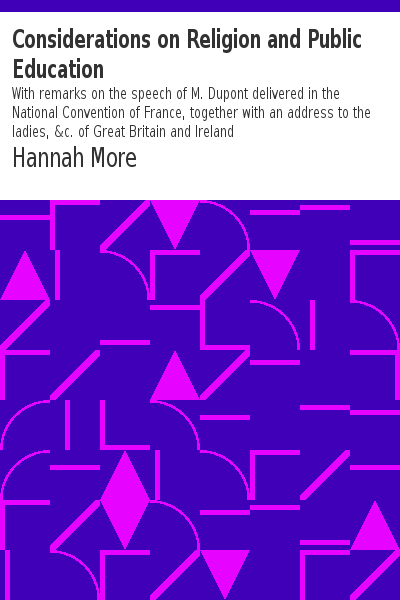 Considerations on Religion and Public
Education
With remarks on the speech of M. Dupont delivered in the
National Convention of France, together with an address to the
ladies, &c. of Great Britain and Ireland
Hannah More